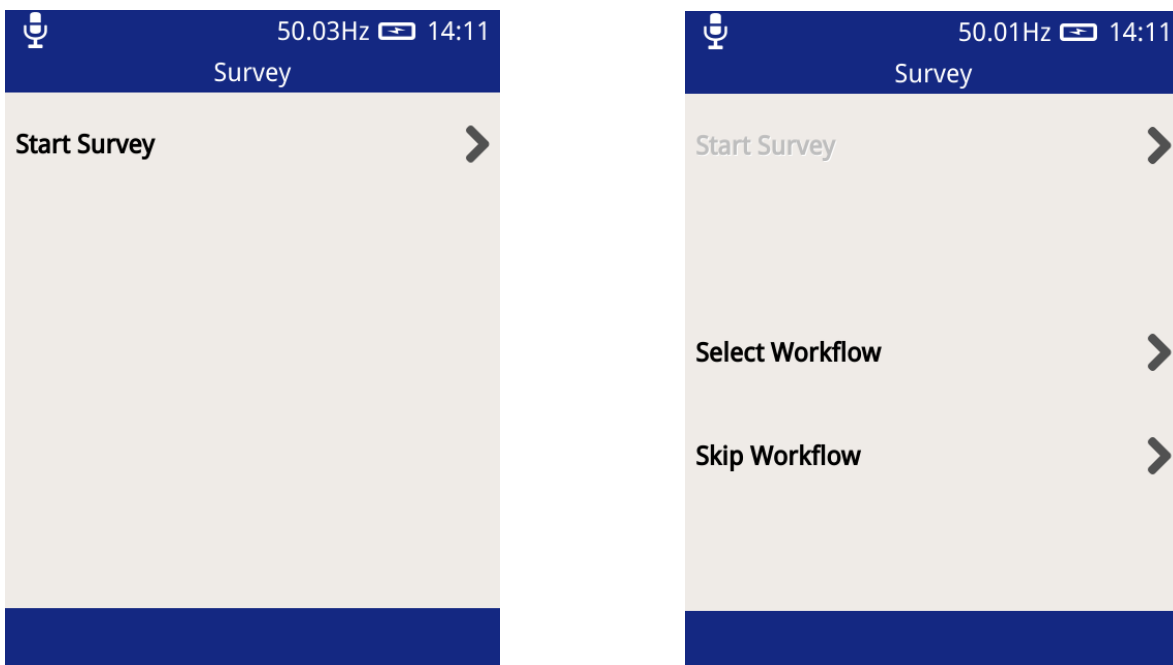 50.03Hz 14:11
Survey
Start Survey
50.01Hz 14:11
Survey
Start Survey
Select Workflow
Skip Workflow